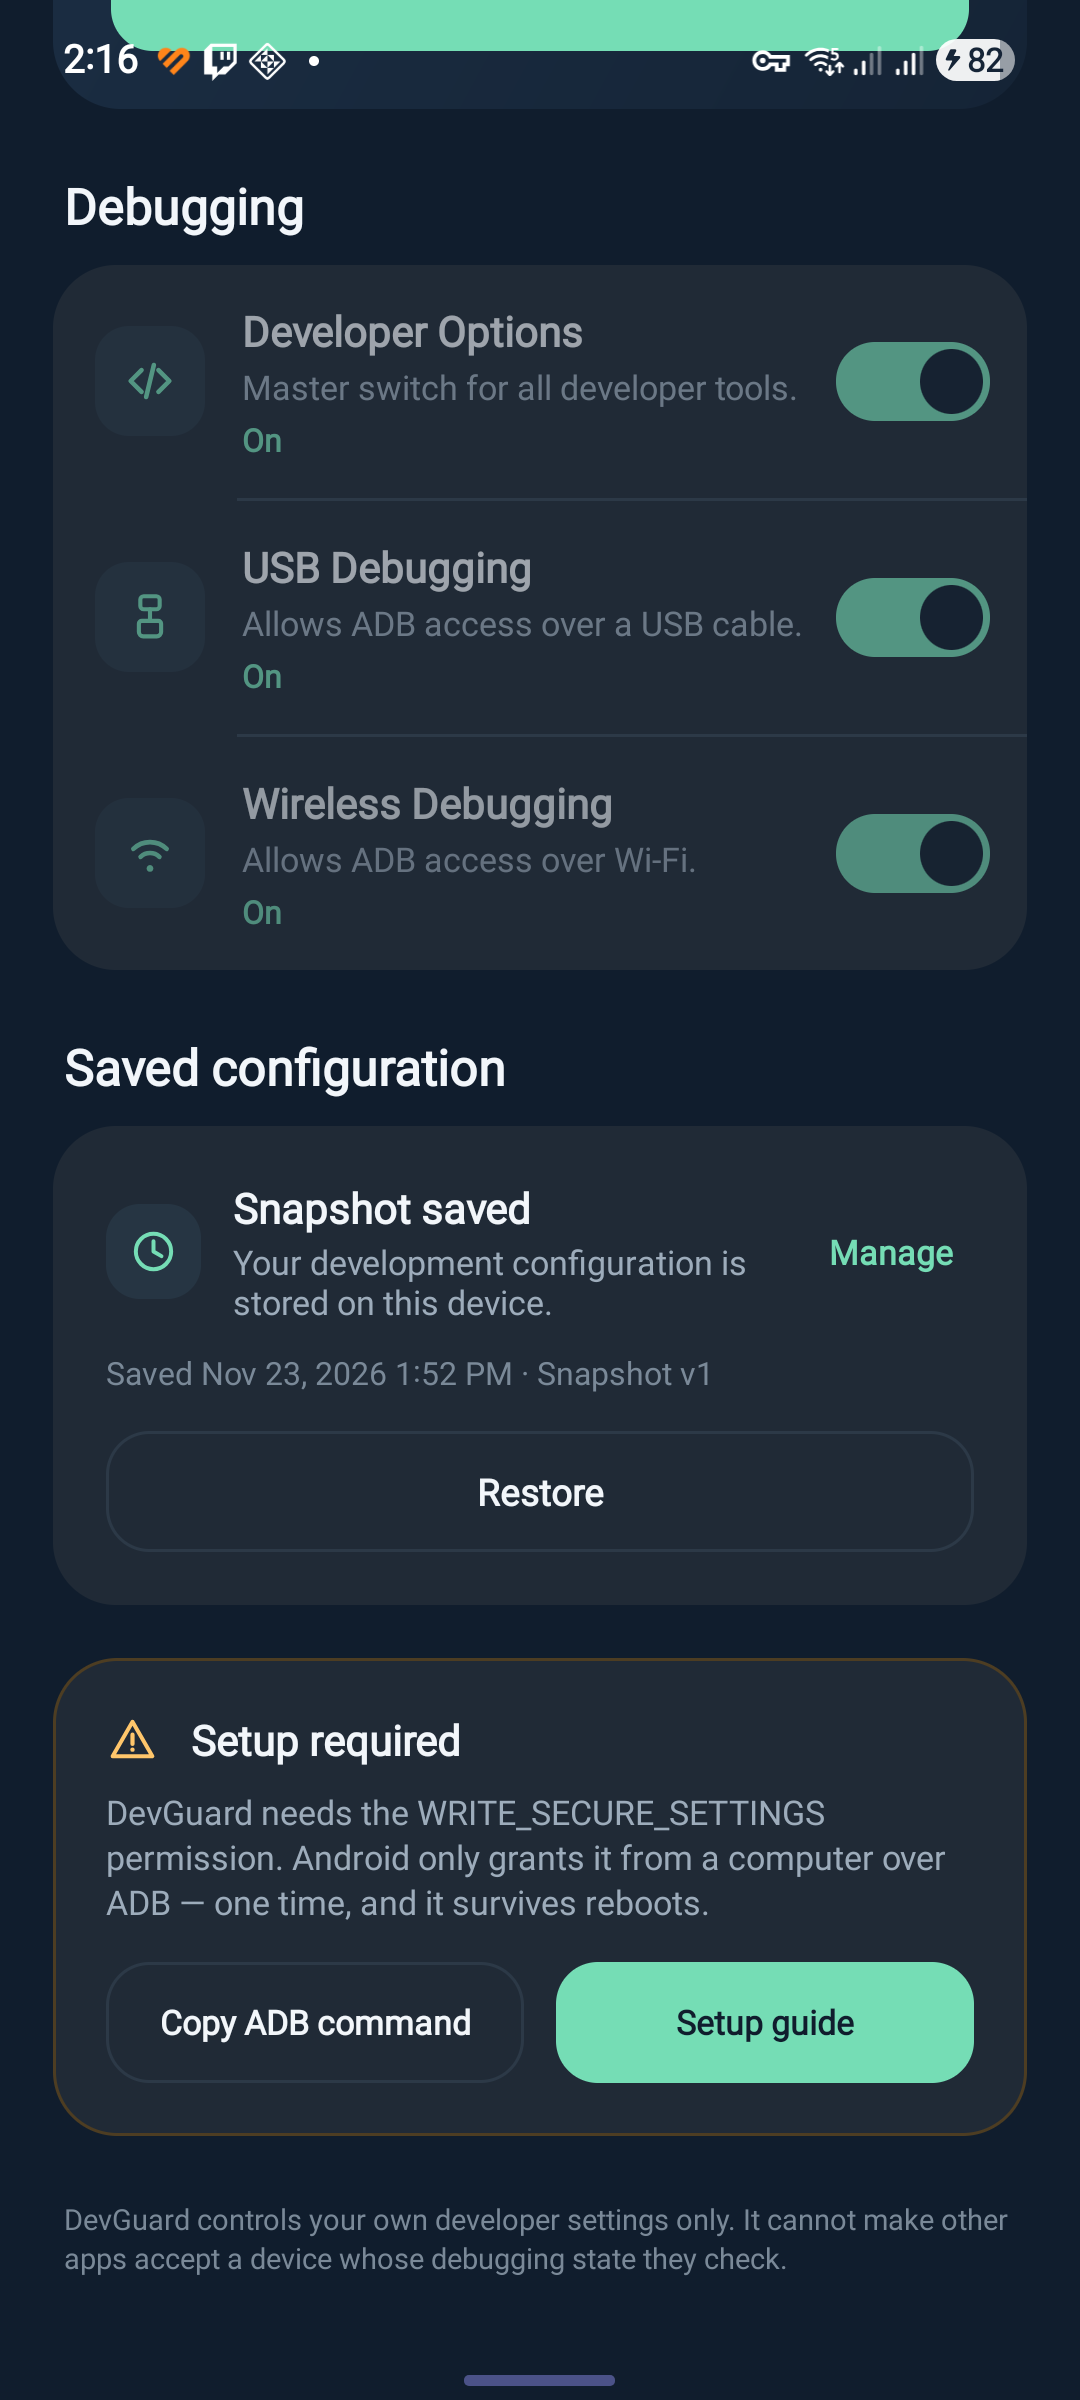 2:16
5
82
Debugging
Developer Options
Master switch for all developer tools.
On
USB Debugging
Allows ADB access over a USB cable.
On
Wireless Debugging
Allows ADB access over Wi-Fi.
On
Saved configuration
Snapshot saved
Your development configuration is
stored on this device.
Manage
Saved Nov 23, 2026 1:52 PM · Snapshot v1
Restore
Setup required
DevGuard needs the WRITE_SECURE_SETTINGS
permission. Android only grants it from a computer over
ADB — one time, and it survives reboots.
Copy ADB command
Setup guide
DevGuard controls your own developer settings only. It cannot make other
apps accept a device whose debugging state they check.